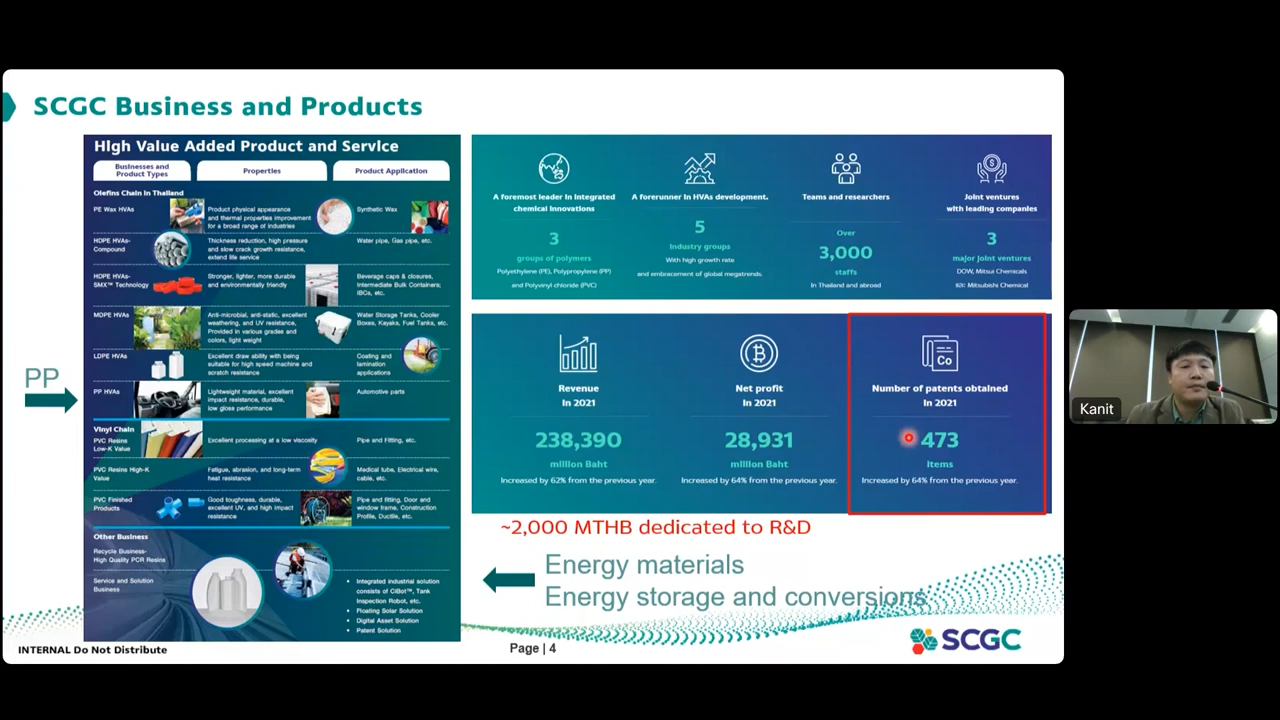 SCGC Business and Products
High Value Added Product and Service
Businesses and
Product Types
Properties
Product Application
Olefins Chain in Thailand
PE Wax HVAs
Product physical appearance
and thermal properties improvement
for a broad range of industries
Synthetic Wax
HDPE HVAs-
Compound
Thickness reduction, high pressure
and slow crack growth resistance,
extend life service
Water pipe, Gas pipe, etc.
HDPE HVAs-
SMX™ Technology
Stronger, lighter, more durable
and environmentally friendly
Beverage caps & closures,
Intermediate Bulk Containers;
IBCs, etc.
MDPE HVAs
Anti-microbial, anti-static, excellent
weathering, and UV resistance,
Provided in various grades and
colors, light weight
Water Storage Tanks, Cooler
Boxes, Kayaks, Fuel Tanks, etc.
LDPE HVAs
Excellent draw ability with being
suitable for high speed machine and
scratch resistance
Coating and
lamination
applications
PP HVAs
Lightweight material, excellent
impact resistance, durable,
low gloss performance
Automotive parts
Vinyl Chain
PVC Resins
Low-K Value
Excellent processing at a low viscosity
Pipe and Fitting, etc.
PVC Resins High-K
Value
Fatigue, abrasion, and long-term
heat resistance
Medical tube, Electrical wire,
cable, etc.
PVC Finished
Products
Good toughness, durable,
excellent UV, and high impact
resistance
Pipe and fitting, Door and
window frame, Construction
Profile, Ductile, etc.
Other Business
Recycle Business-
High Quality PCR Resins
Service and Solution
Business
• Integrated industrial solution
consists of CiBot™, Tank
Inspection Robot, etc.
• Floating Solar Solution
• Digital Asset Solution
• Patent Solution
PP
A foremost leader in integrated
chemical innovations
3
groups of polymers
Polyethylene (PE), Polypropylene (PP)
and Polyvinyl chloride (PVC)
A forerunner in HVAs development.
5
Industry groups
With high growth rate
and embracement of global megatrends.
Teams and researchers
Over
3,000
staffs
In Thailand and abroad
Joint ventures
with leading companies
3
major joint ventures
DOW, Mitsui Chemicals
และ Mitsubishi Chemical
Revenue
in 2021
238,390
million Baht
Increased by 62% from the previous year.
Net profit
in 2021
28,931
million Baht
Increased by 64% from the previous year.
Co
Number of patents obtained
in 2021
473
items
Increased by 64% from the previous year.
~2,000 MTHB dedicated to R&D
Energy materials
Energy storage and conversions
SCGC
INTERNAL Do Not Distribute
Page | 4
Kanit